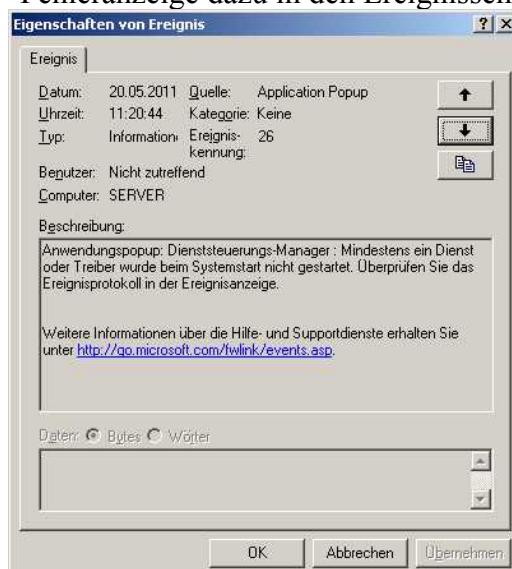 Fehleranzeige dazu in den Ereignissen
Eigenschaften von Ereignis
Ereignis
Datum: 20.05.2011 Quelle: Application Popup
Uhrzeit: 11:20:44 Kategorie: Keine
Typ: Information Ereignis- 26
kennung:
Benutzer: Nicht zutreffend
Computer: SERVER
Beschreibung:
Anwendungspopup: Dienststeuerungs-Manager : Mindestens ein Dienst
oder Treiber wurde beim Systemstart nicht gestartet. Überprüfen Sie das
Ereignisprotokoll in der Ereignisanzeige.
Weitere Informationen über die Hilfe- und Supportdienste erhalten Sie
unter http://go.microsoft.com/fwlink/events.asp.
Daten: Bytes Wörter
OK Abbrechen Übernehmen